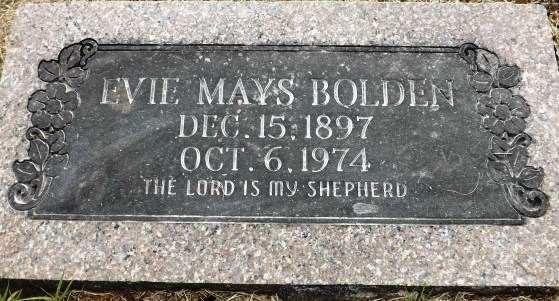 EVIE MAYS BOLDEN
DEC. 15, 1897
OCT. 6, 1974
THE LORD IS MY SHEPHERD